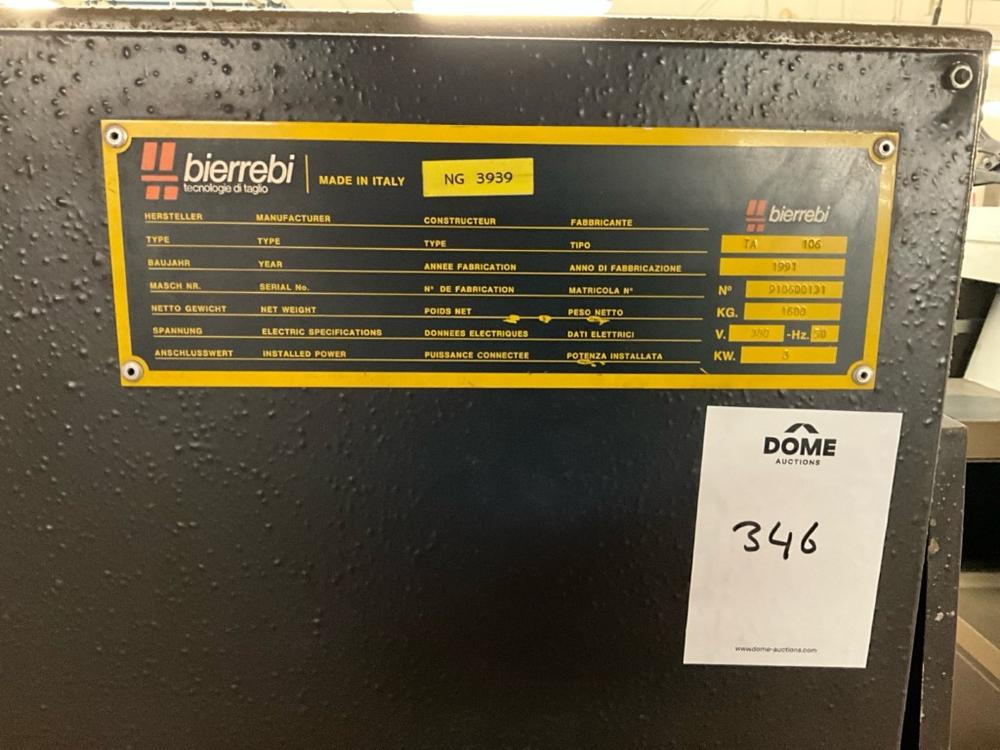 bierrebi
tecnologie di taglio
MADE IN ITALY
NG 3939
bierrebi
HERSTELLER MANUFACTURER CONSTRUCTEUR FABBRICANTE
TYPE TYPE TYPE TIPO TA 106
BAUJAHR YEAR ANNEE FABRICATION ANNO DI FABBRICAZIONE 1991
MASCH NR. SERIAL No. N° DE FABRICATION MATRICOLA N° N° 910600131
NETTO GEWICHT NET WEIGHT POIDS NET PESO NETTO KG. 1600
SPANNUNG ELECTRIC SPECIFICATIONS DONNEES ELECTRIQUES DATI ELETTRICI V. 380 -Hz. 50
ANSCHLUSSWERT INSTALLED POWER PUISSANCE CONNECTEE POTENZA INSTALLATA KW. 3
DOME
AUCTIONS
346
www.dome-auctions.com